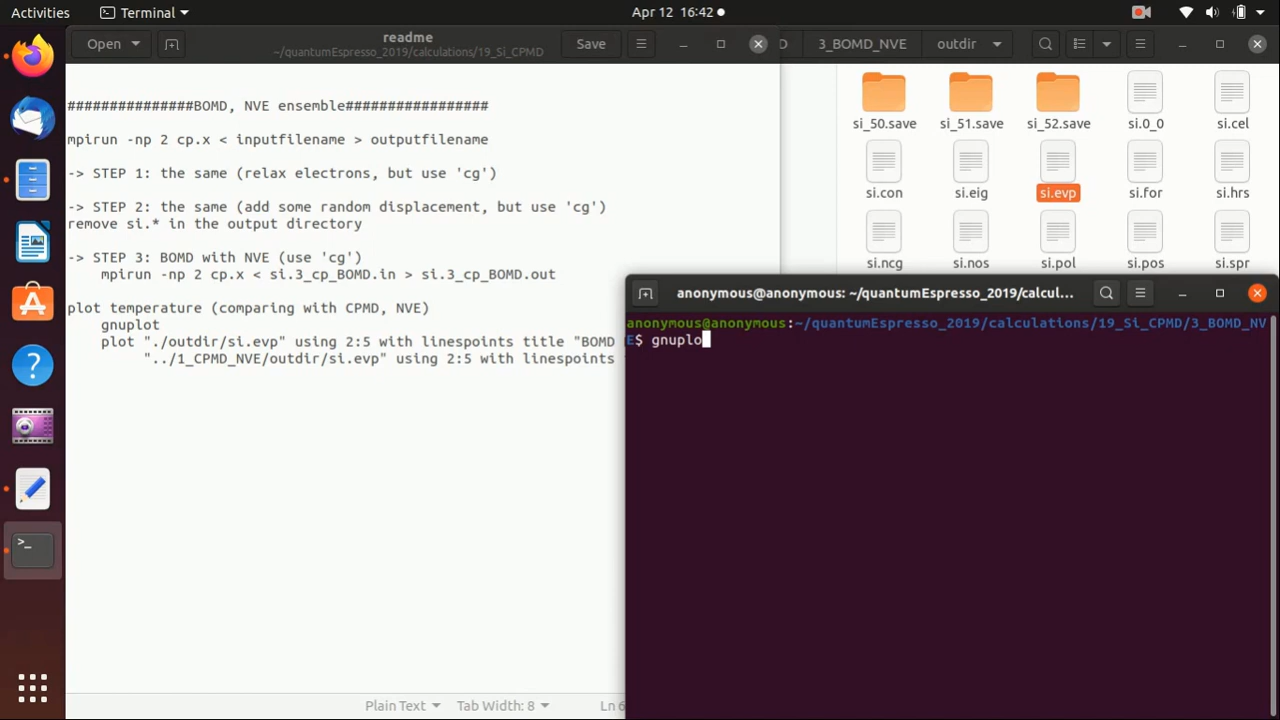 Activities
Terminal
Apr 12 16:42
Open
readme
~/quantumEspresso_2019/calculations/19_Si_CPMD
Save
###############BOMD, NVE ensemble#################
mpirun -np 2 cp.x < inputfilename > outputfilename
-> STEP 1: the same (relax electrons, but use 'cg')
-> STEP 2: the same (add some random displacement, but use 'cg')
remove si.* in the output directory
-> STEP 3: BOMD with NVE (use 'cg')
mpirun -np 2 cp.x < si.3_cp_BOMD.in > si.3_cp_BOMD.out
plot temperature (comparing with CPMD, NVE)
gnuplot
plot "./outdir/si.evp" using 2:5 with linespoints title "BOMD
"../1_CPMD_NVE/outdir/si.evp" using 2:5 with linespoints
Plain Text
Tab Width: 8
Ln 6
D
3_BOMD_NVE
outdir
si_50.save
si_51.save
si_52.save
si.0_0
si.cel
si.con
si.eig
si.evp
si.for
si.hrs
si.ncg
si.nos
si.pol
si.pos
si.spr
anonymous@anonymous: ~/quantumEspresso_2019/calcul...
anonymous@anonymous:~/quantumEspresso_2019/calculations/19_Si_CPMD/3_BOMD_NV
E$ gnuplo